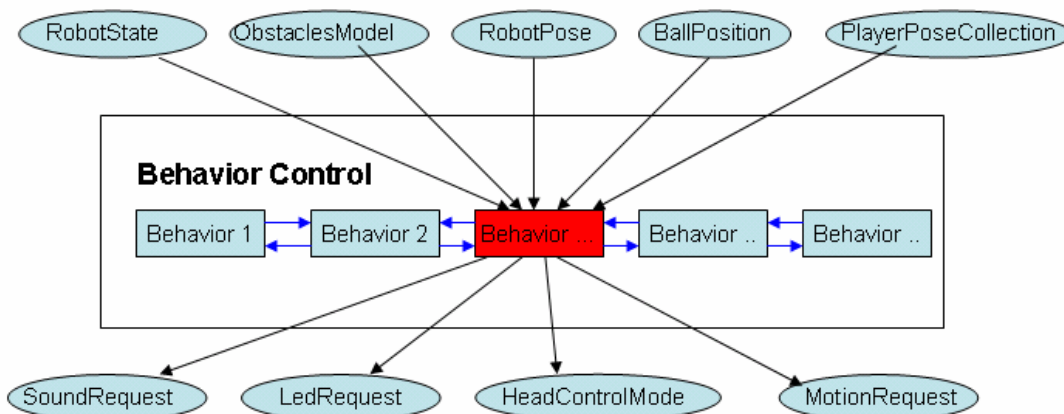 RobotState
ObstaclesModel
RobotPose
BallPosition
PlayerPoseCollection
Behavior Control
Behavior 1
Behavior 2
Behavior ...
Behavior ..
Behavior ..
SoundRequest
LedRequest
HeadControlMode
MotionRequest